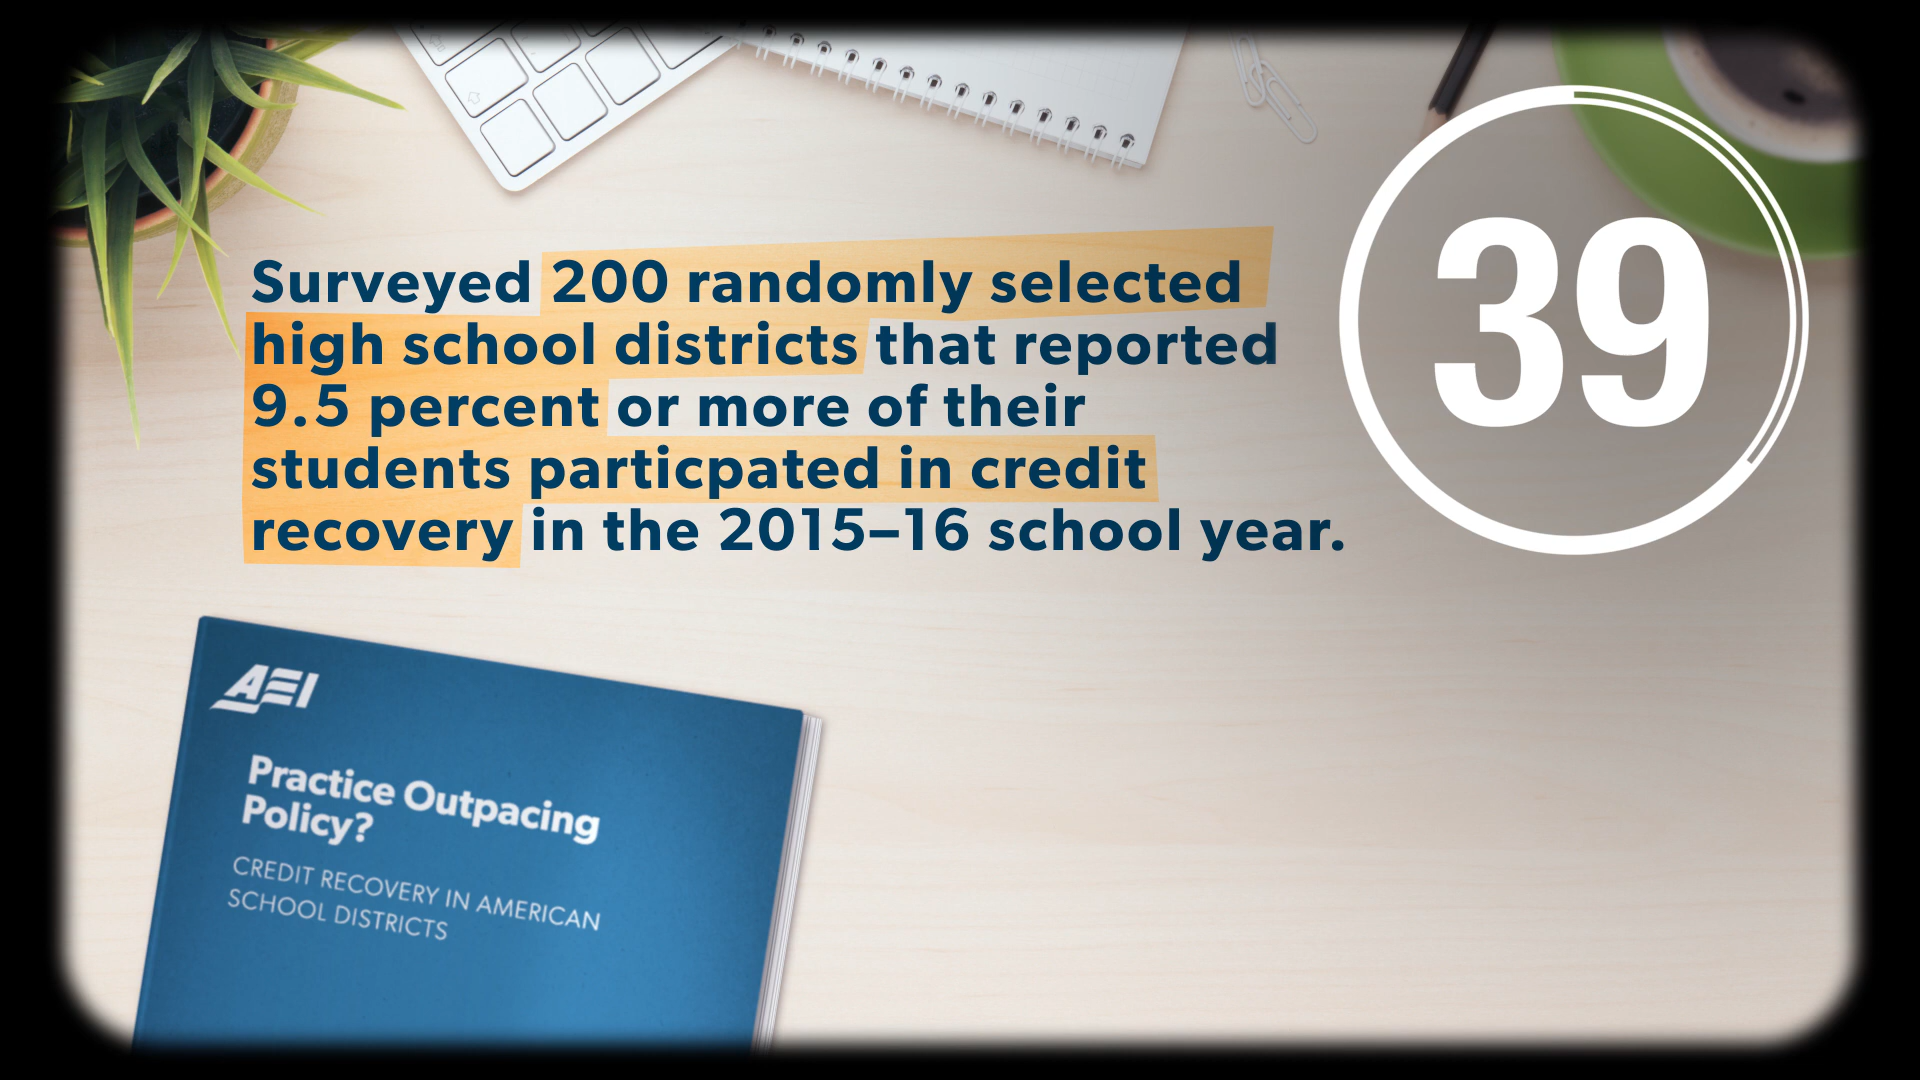 Surveyed 200 randomly selected
high school districts that reported
9.5 percent or more of their
students particpated in credit
recovery in the 2015–16 school year.
39
AEI
Practice Outpacing
Policy?
CREDIT RECOVERY IN AMERICAN
SCHOOL DISTRICTS